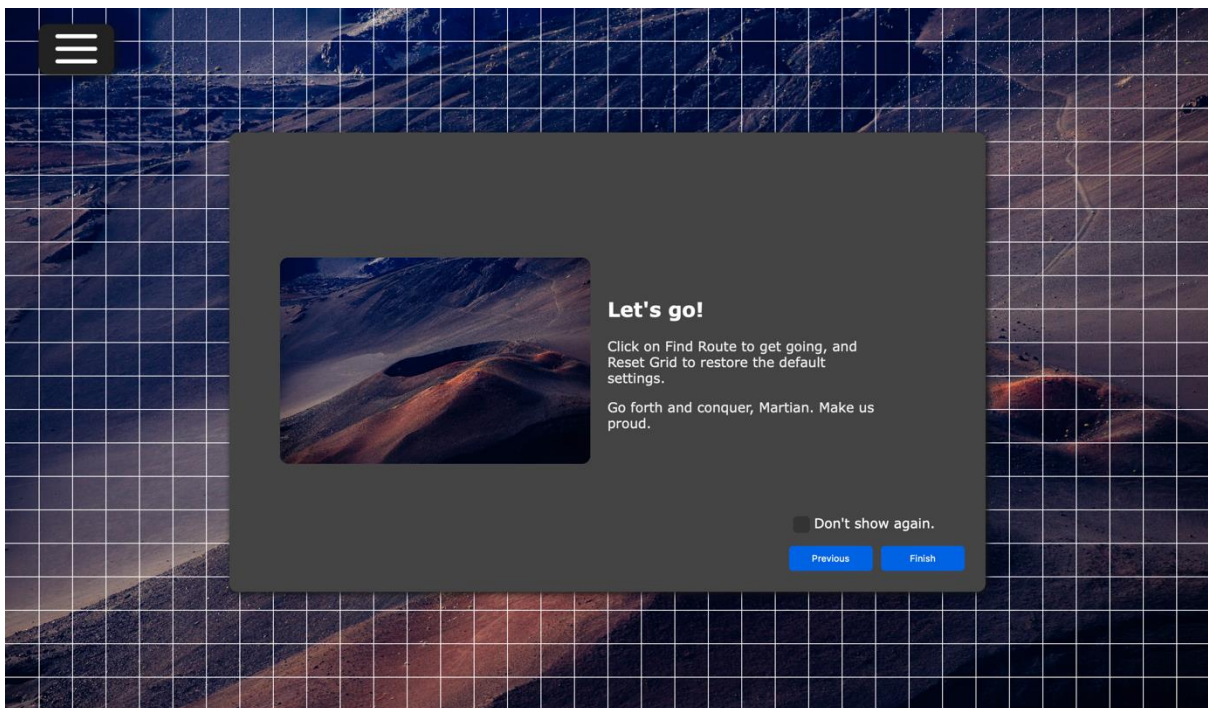 Let's go!
Click on Find Route to get going, and
Reset Grid to restore the default
settings.
Go forth and conquer, Martian. Make us
proud.
Don't show again.
Previous
Finish